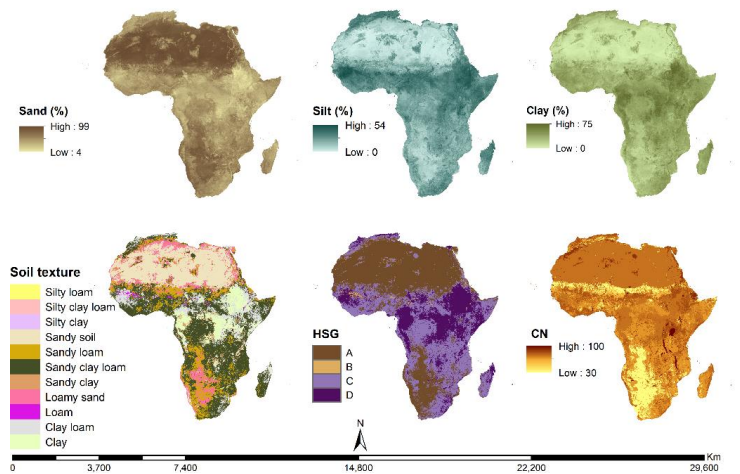 Sand (%)
High : 99
Low : 4
Silt (%)
High : 54
Low : 0
Clay (%)
High : 75
Low : 0
Soil texture
Silty loam
Silty clay loam
Silty clay
Sandy soil
Sandy loam
Sandy clay loam
Sandy clay
Loamy sand
Loam
Clay loam
Clay
HSG
A
B
C
D
CN
High : 100
Low : 30
N
Km
0 3,700 7,400 14,800 22,200 29,600